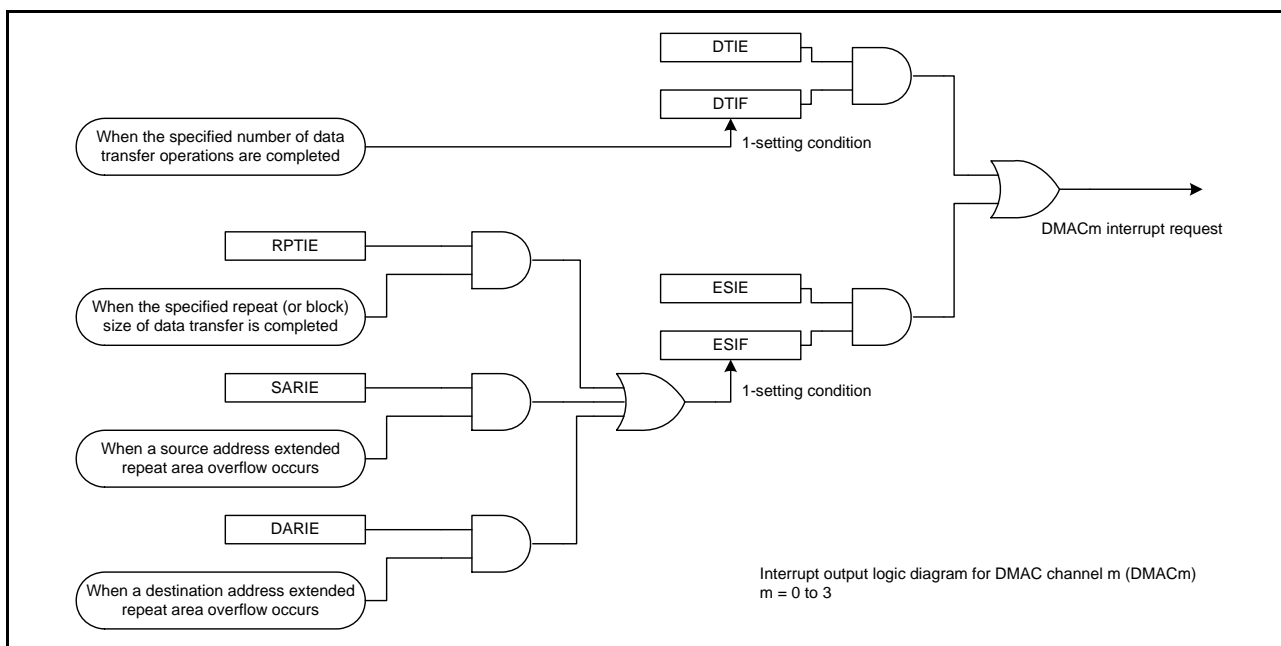 DTIE
DTIF
When the specified number of data
transfer operations are completed
1-setting condition
DMACm interrupt request
RPTIE
When the specified repeat (or block)
size of data transfer is completed
ESIE
ESIF
1-setting condition
SARIE
When a source address extended
repeat area overflow occurs
DARIE
When a destination address extended
repeat area overflow occurs
Interrupt output logic diagram for DMAC channel m (DMACm)
m = 0 to 3